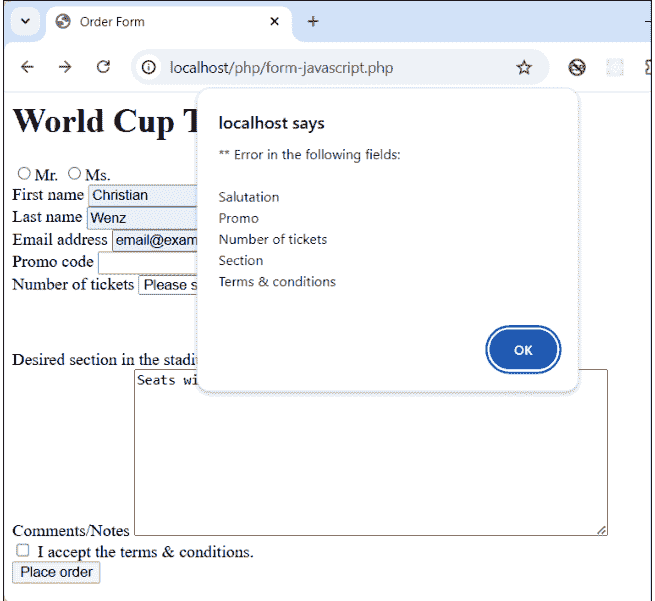 Order Form
localhost/php/form-javascript.php
World Cup
localhost says
** Error in the following fields:
Salutation
Promo
Number of tickets
Section
Terms & conditions
OK
Mr. Ms.
First name Christian
Last name Wenz
Email address email@exam
Promo code
Number of tickets Please
Desired section in the
Seats
Comments/Notes
I accept the terms & conditions.
Place order